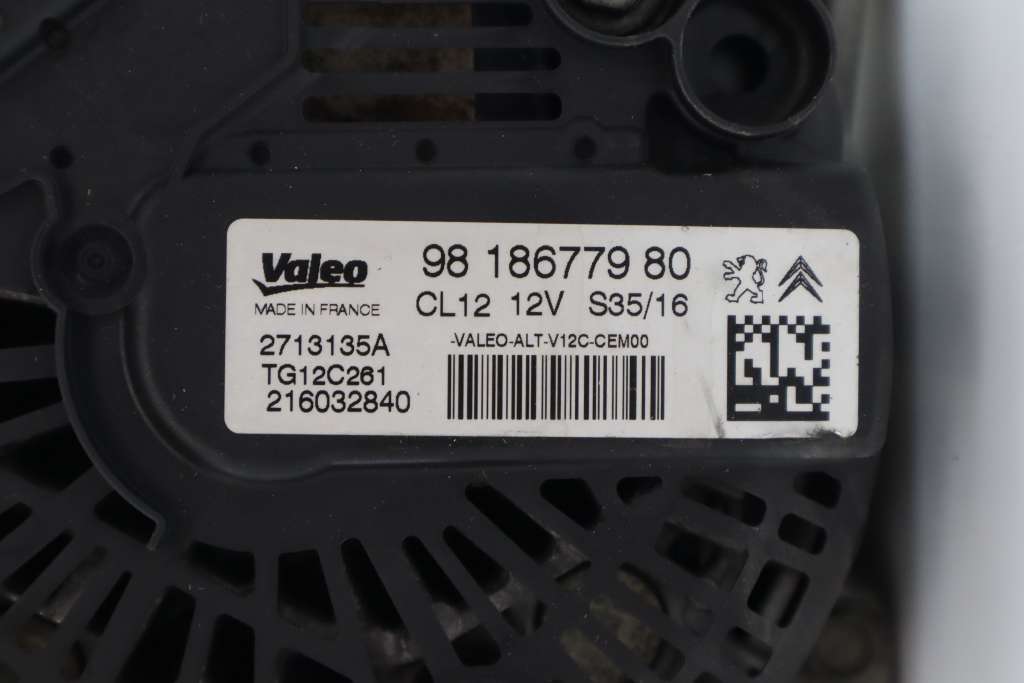 Valeo
MADE IN FRANCE
2713135A
TG12C261
216032840
98 186779 80
CL12 12V S35/16
-VALEO-ALT-V12C-CEM00